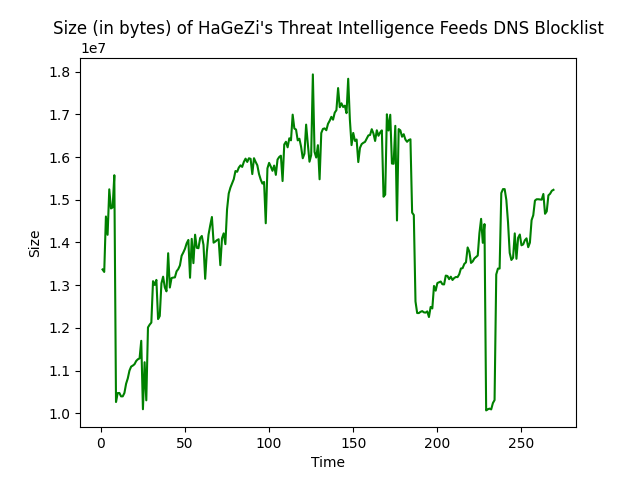 Size (in bytes) of HaGeZi's Threat Intelligence Feeds DNS Blocklist
1e7
1.8
1.7
1.6
1.5
1.4
1.3
1.2
1.1
1.0
Size
0 50 100 150 200 250
Time